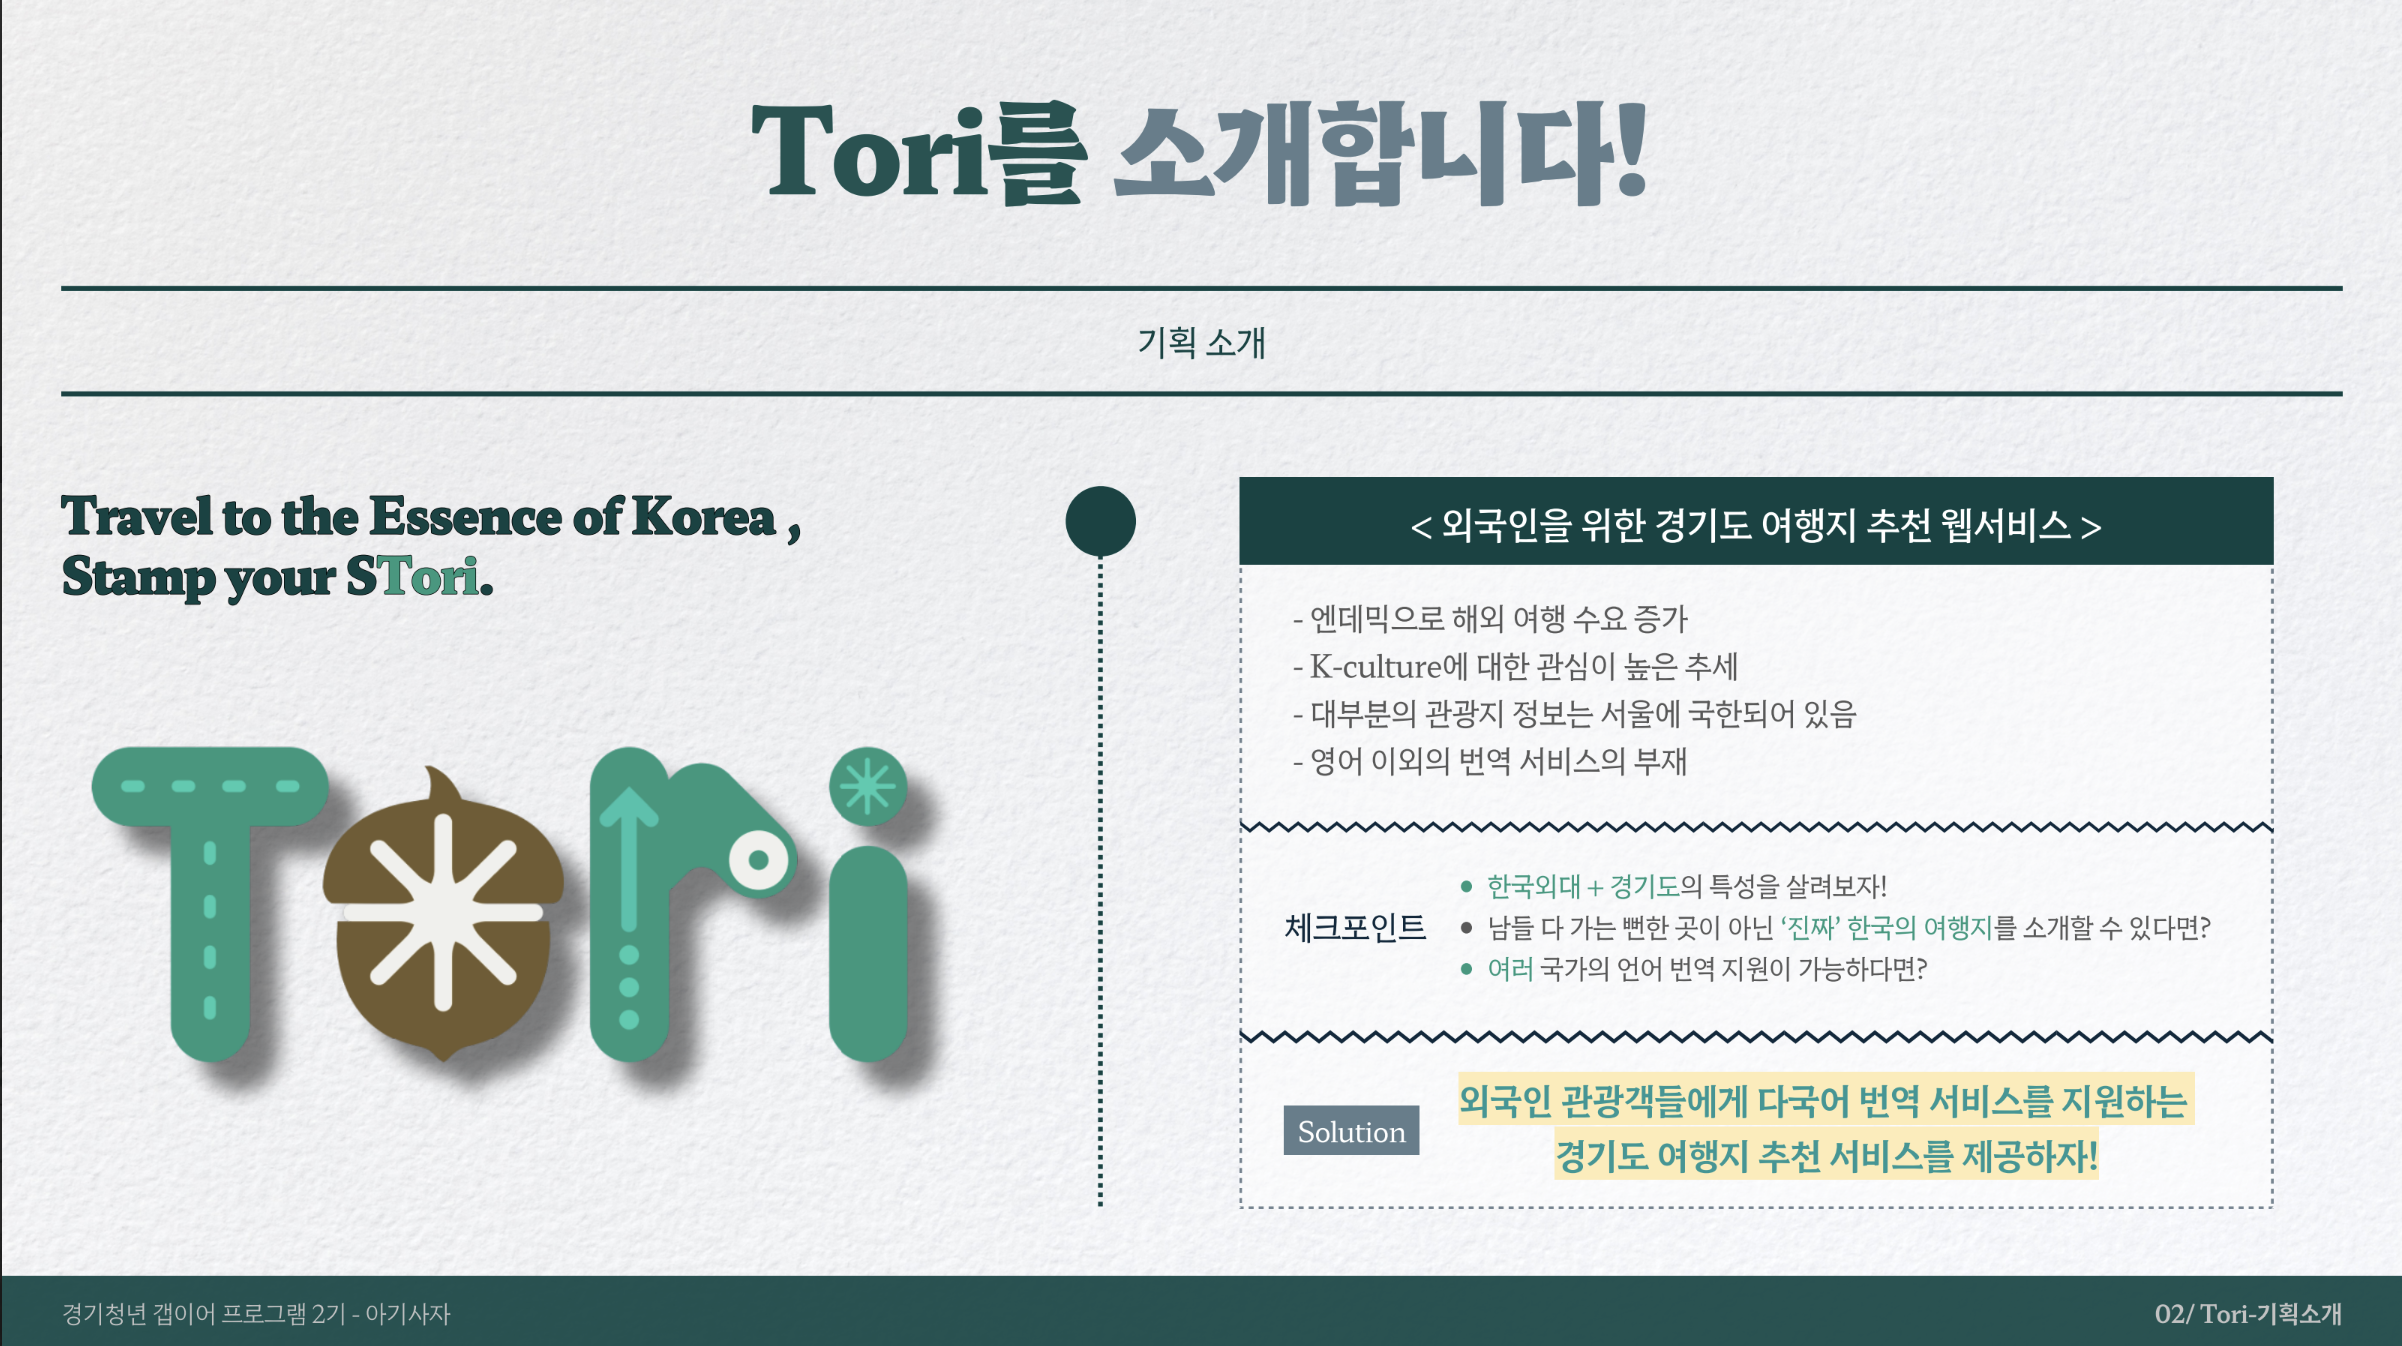 Tori를 소개합니다!
기획 소개
Travel to the Essence of Korea ,
Stamp your STori.
Tori
< 외국인을 위한 경기도 여행지 추천 웹서비스 >
- 엔데믹으로 해외 여행 수요 증가
- K-culture에 대한 관심이 높은 추세
- 대부분의 관광지 정보는 서울에 국한되어 있음
- 영어 이외의 번역 서비스의 부재
체크포인트
• 한국외대 + 경기도의 특성을 살려보자!
• 남들 다 가는 뻔한 곳이 아닌 ‘진짜’ 한국의 여행지를 소개할 수 있다면?
• 여러 국가의 언어 번역 지원이 가능하다면?
Solution
외국인 관광객들에게 다국어 번역 서비스를 지원하는
경기도 여행지 추천 서비스를 제공하자!
경기청년 갭이어 프로그램 2기 - 아기사자
02/ Tori-기획소개